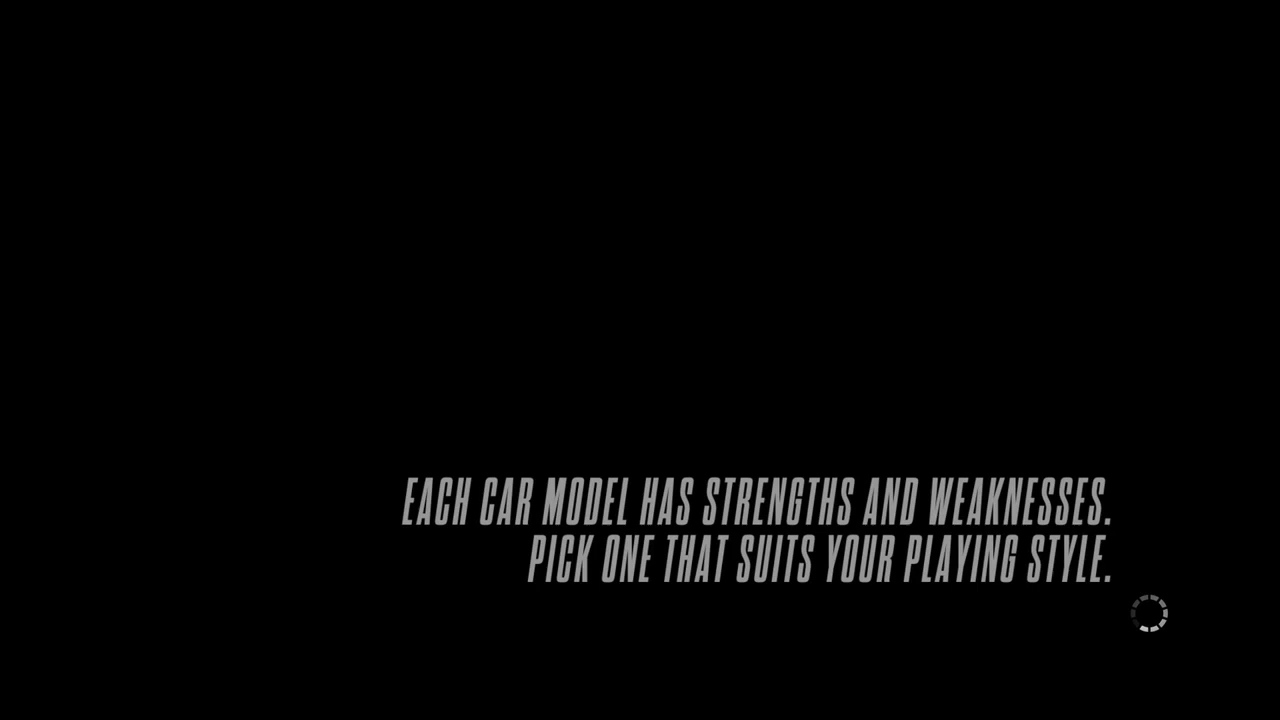 EACH CAR MODEL HAS STRENGTHS AND WEAKNESSES.
PICK ONE THAT SUITS YOUR PLAYING STYLE.